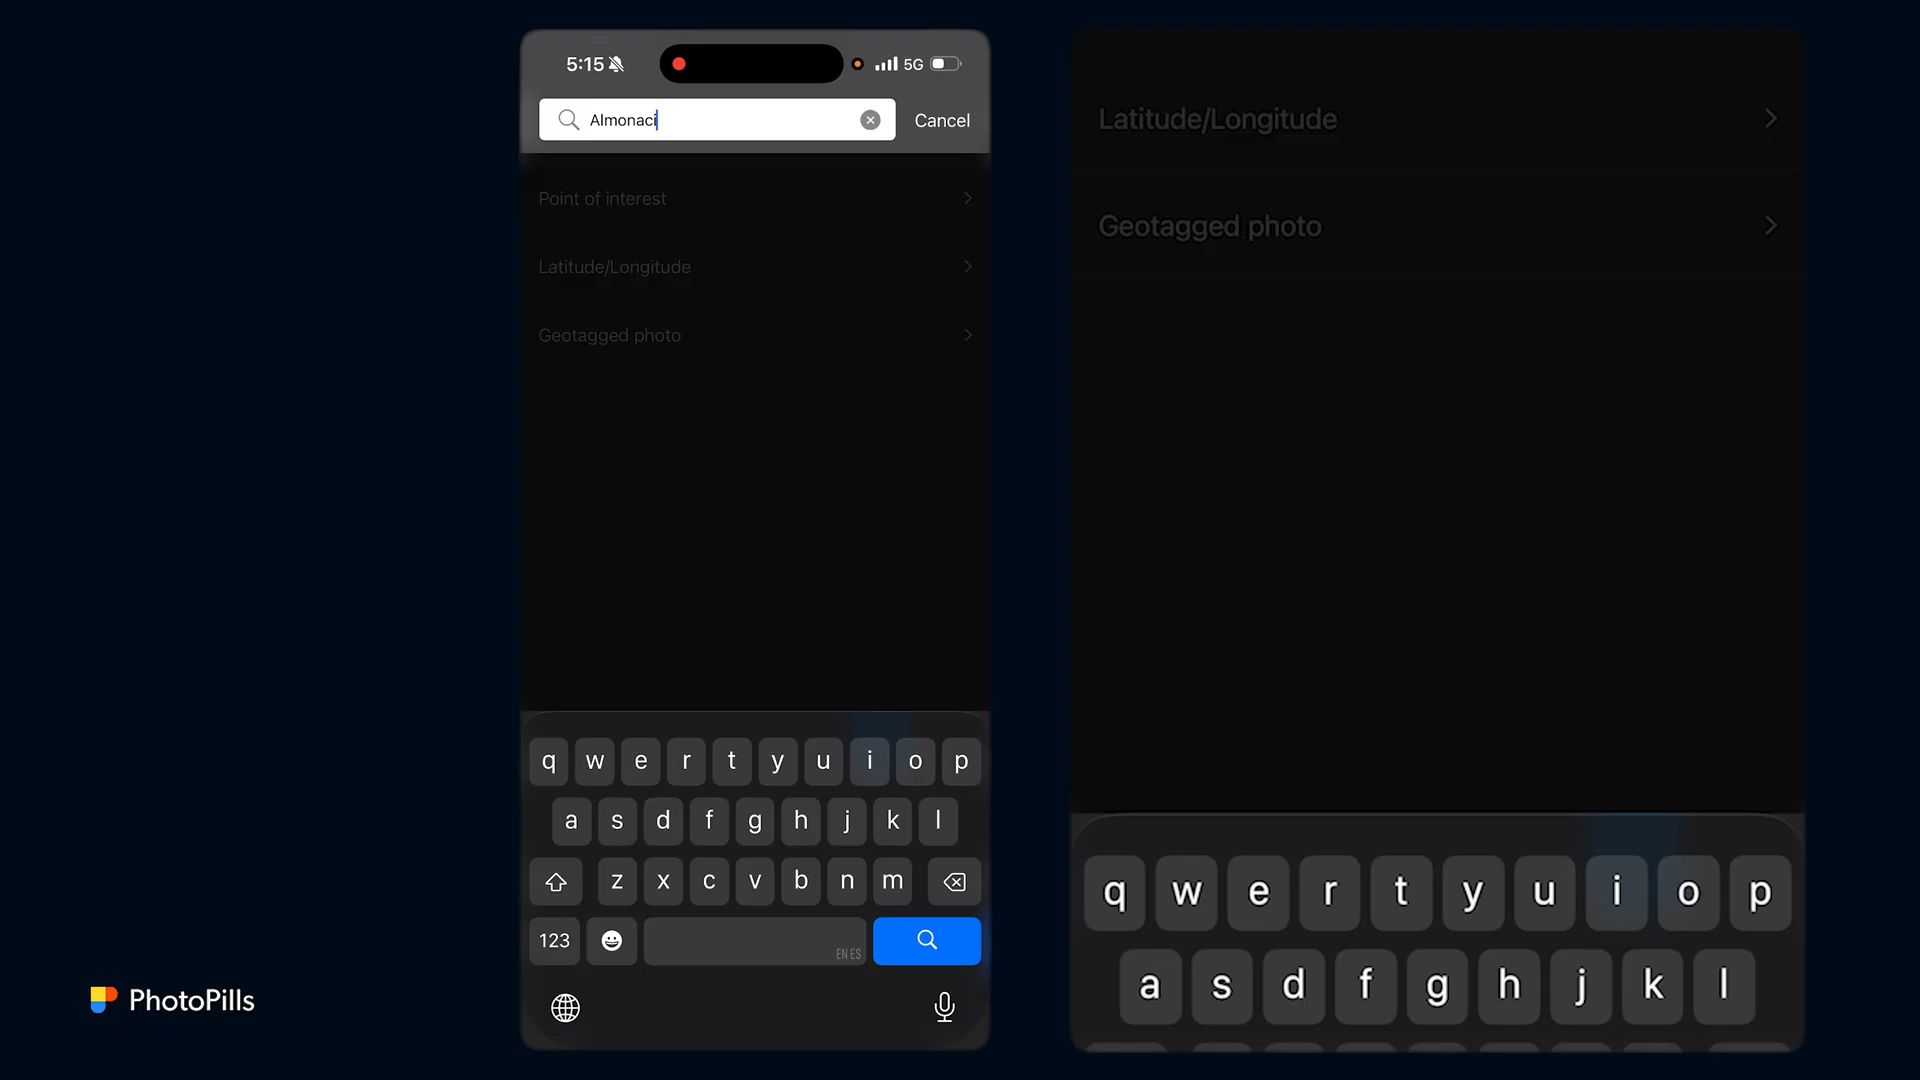 5:15 5G
Almonaci Cancel
Point of interest
Latitude/Longitude
Geotagged photo
q w e r t y u i o p
a s d f g h j k l
z x c v b n m
123 EN ES
Latitude/Longitude
Geotagged photo
q w e r t y u i o p
a s d f g h j k l
PhotoPills